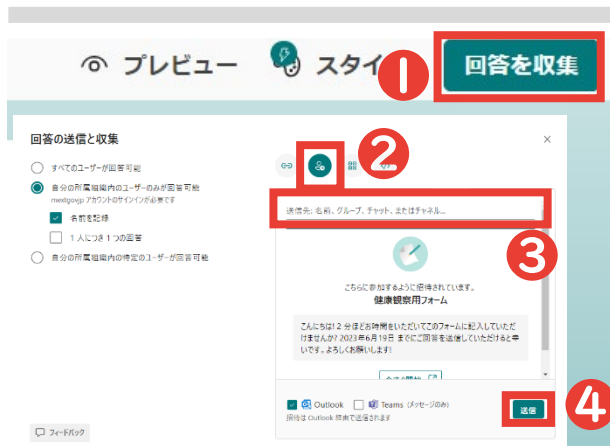 プレビュー
スタイ
1
回答を収集
2
回答の送信と収集
すべてのユーザーが回答可能
自分の所属組織内のユーザーのみが回答可能
mextgovjp アカウントのサインインが必要です
名前を記録
1 人につき 1 つの回答
自分の所属組織内の特定のユーザーが回答可能
送信先: 名前、グループ、チャット、またはチャネル...
3
こちらに参加するように招待されています。
健康観察用フォーム
こんにちは! 2 分ほどお時間をいただいてこのフォームに記入していただ
けませんか? 2023年6月19日 までにご回答を送信していただけると幸
いです。よろしくお願いします!
Outlook
Teams (メッセージのみ)
招待は Outlook 経由で送信されます
送信
4
フィードバック